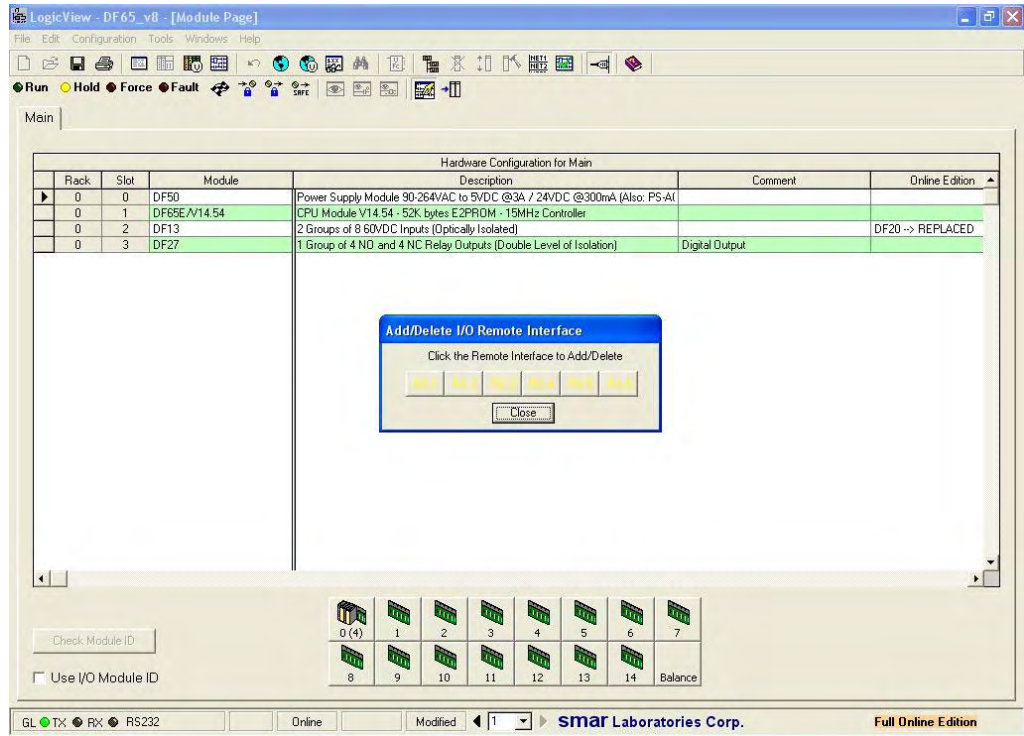 LogicView - DF65_v8 - [Module Page]
File Edit Configuration Tools Windows Help
Run Hold Force Fault SAFE
Main
Hardware Configuration for Main
Rack Slot Module Description Comment Online Edition
0 0 DF50 Power Supply Module 90-264VAC to 5VDC @3A / 24VDC @300mA (Also: PS-A(
0 1 DF65E/V14.54 CPU Module V14.54 - 52K bytes E2PROM - 15MHz Controller
0 2 DF13 2 Groups of 8 60VDC Inputs (Optically Isolated) DF20 --> REPLACED
0 3 DF27 1 Group of 4 NO and 4 NC Relay Outputs (Double Level of Isolation) Digital Output
Add/Delete I/O Remote Interface
Click the Remote Interface to Add/Delete
Close
0 (4) 1 2 3 4 5 6 7
Check Module ID
Use I/O Module ID
8 9 10 11 12 13 14 Balance
GL TX RX RS232 Online Modified 1 smar Laboratories Corp. Full Online Edition